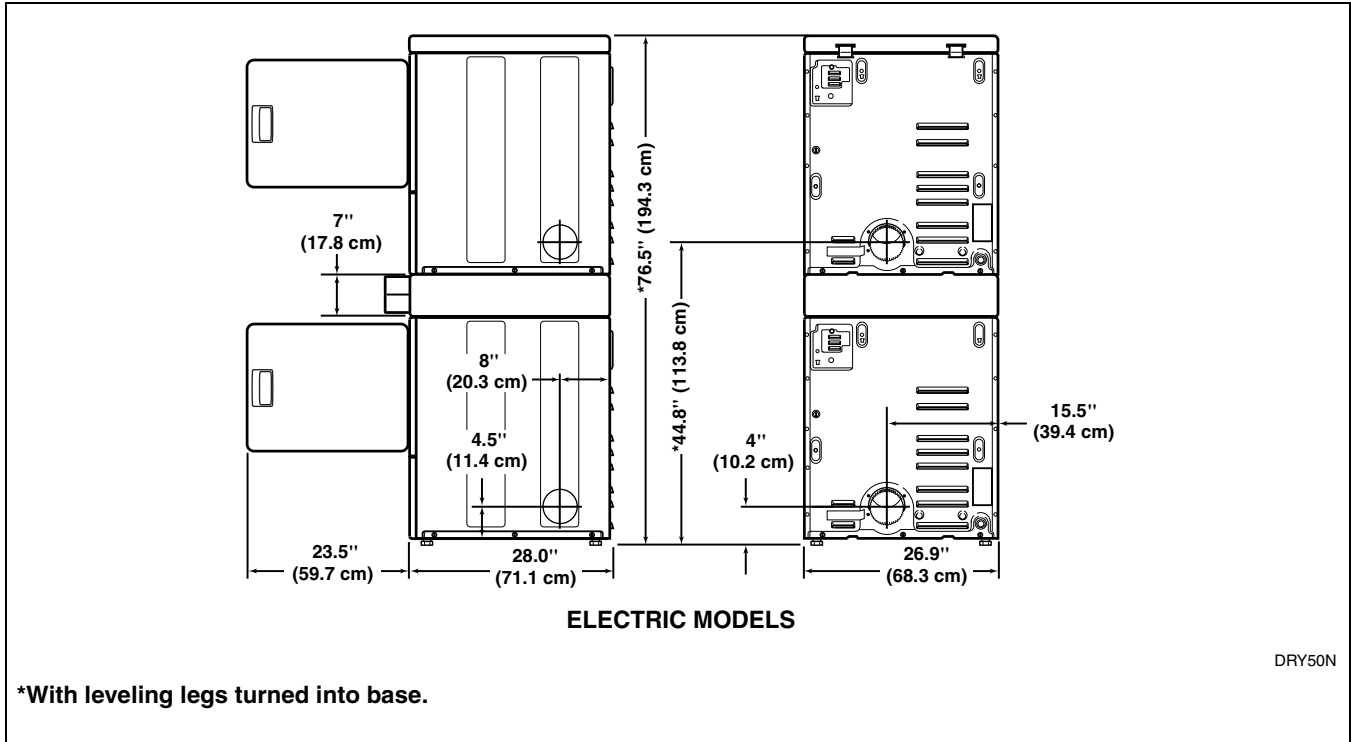 7"
(17.8 cm)
*76.5" (194.3 cm)
*44.8" (113.8 cm)
8"
(20.3 cm)
4.5"
(11.4 cm)
4"
(10.2 cm)
15.5"
(39.4 cm)
23.5"
(59.7 cm)
28.0"
(71.1 cm)
26.9"
(68.3 cm)
ELECTRIC MODELS
DRY50N
*With leveling legs turned into base.